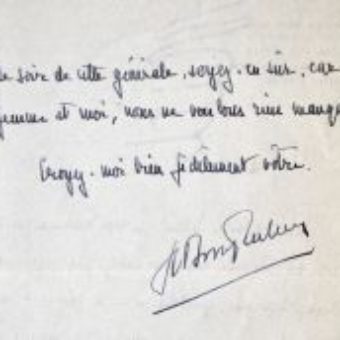 soir de cette générale, soyez-en sûr, car
femme et moi, nous ne voulons rien manqu
Croyez-moi bien fidèlement vôtre.